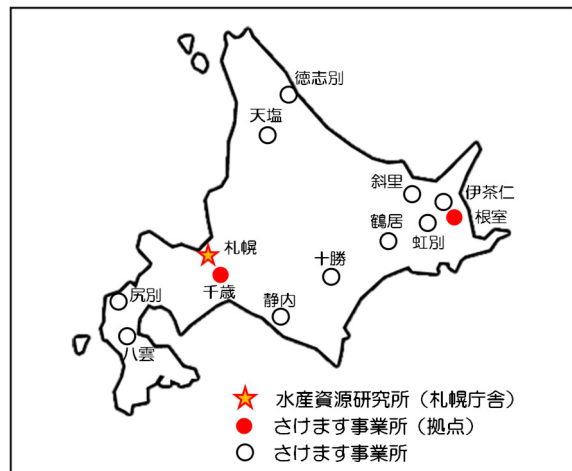 徳志別
天塩
斜里
伊茶仁
根室
鶴居
虹別
札幌
十勝
千歳
静内
尻別
八雲
水産資源研究所（札幌庁舎）
さけます事業所（拠点）
さけます事業所